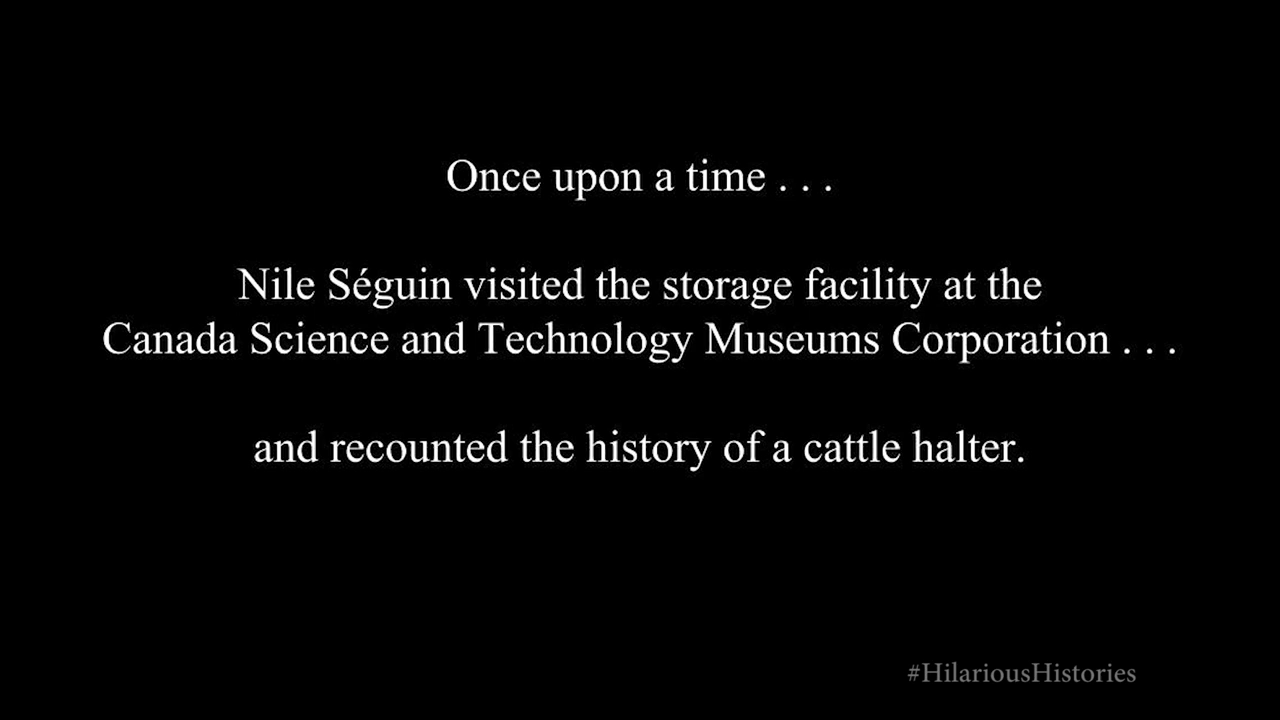 Once upon a time . . .
Nile Séguin visited the storage facility at the
Canada Science and Technology Museums Corporation . . .
and recounted the history of a cattle halter.
#HilariousHistories